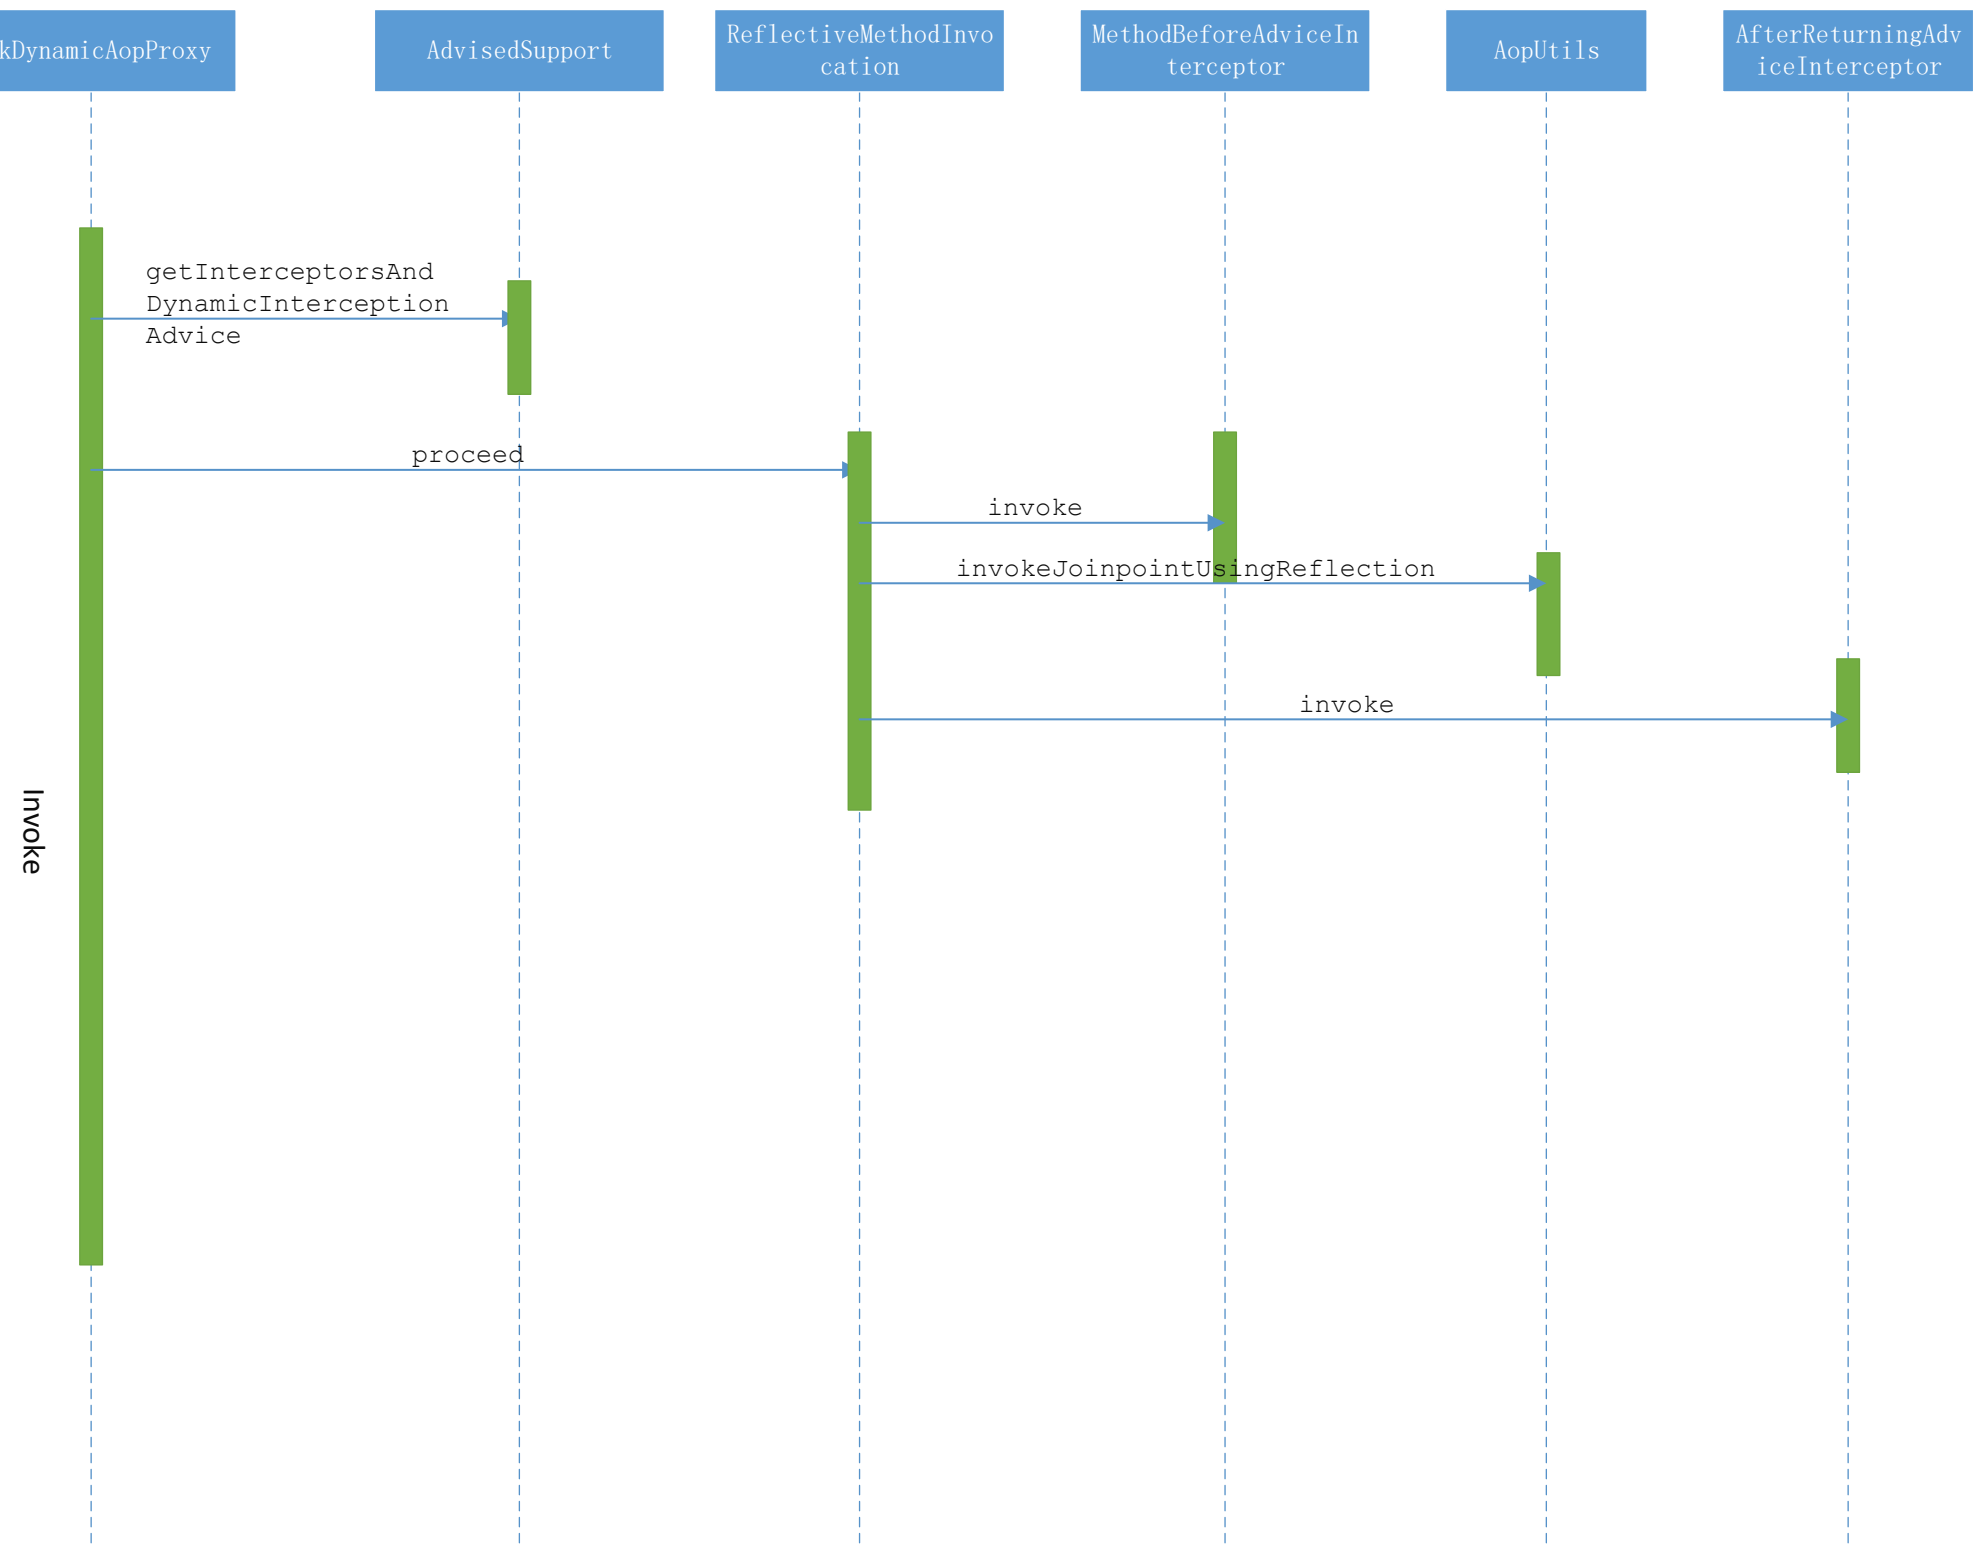 kDynamicAopProxy
AdvisedSupport
ReflectiveMethodInvo
cation
MethodBeforeAdviceIn
terceptor
AopUtils
AfterReturningAdv
iceInterceptor
getInterceptorsAnd
DynamicInterception
Advice
proceed
invoke
invokeJoinpointUsingReflection
invoke
Invoke